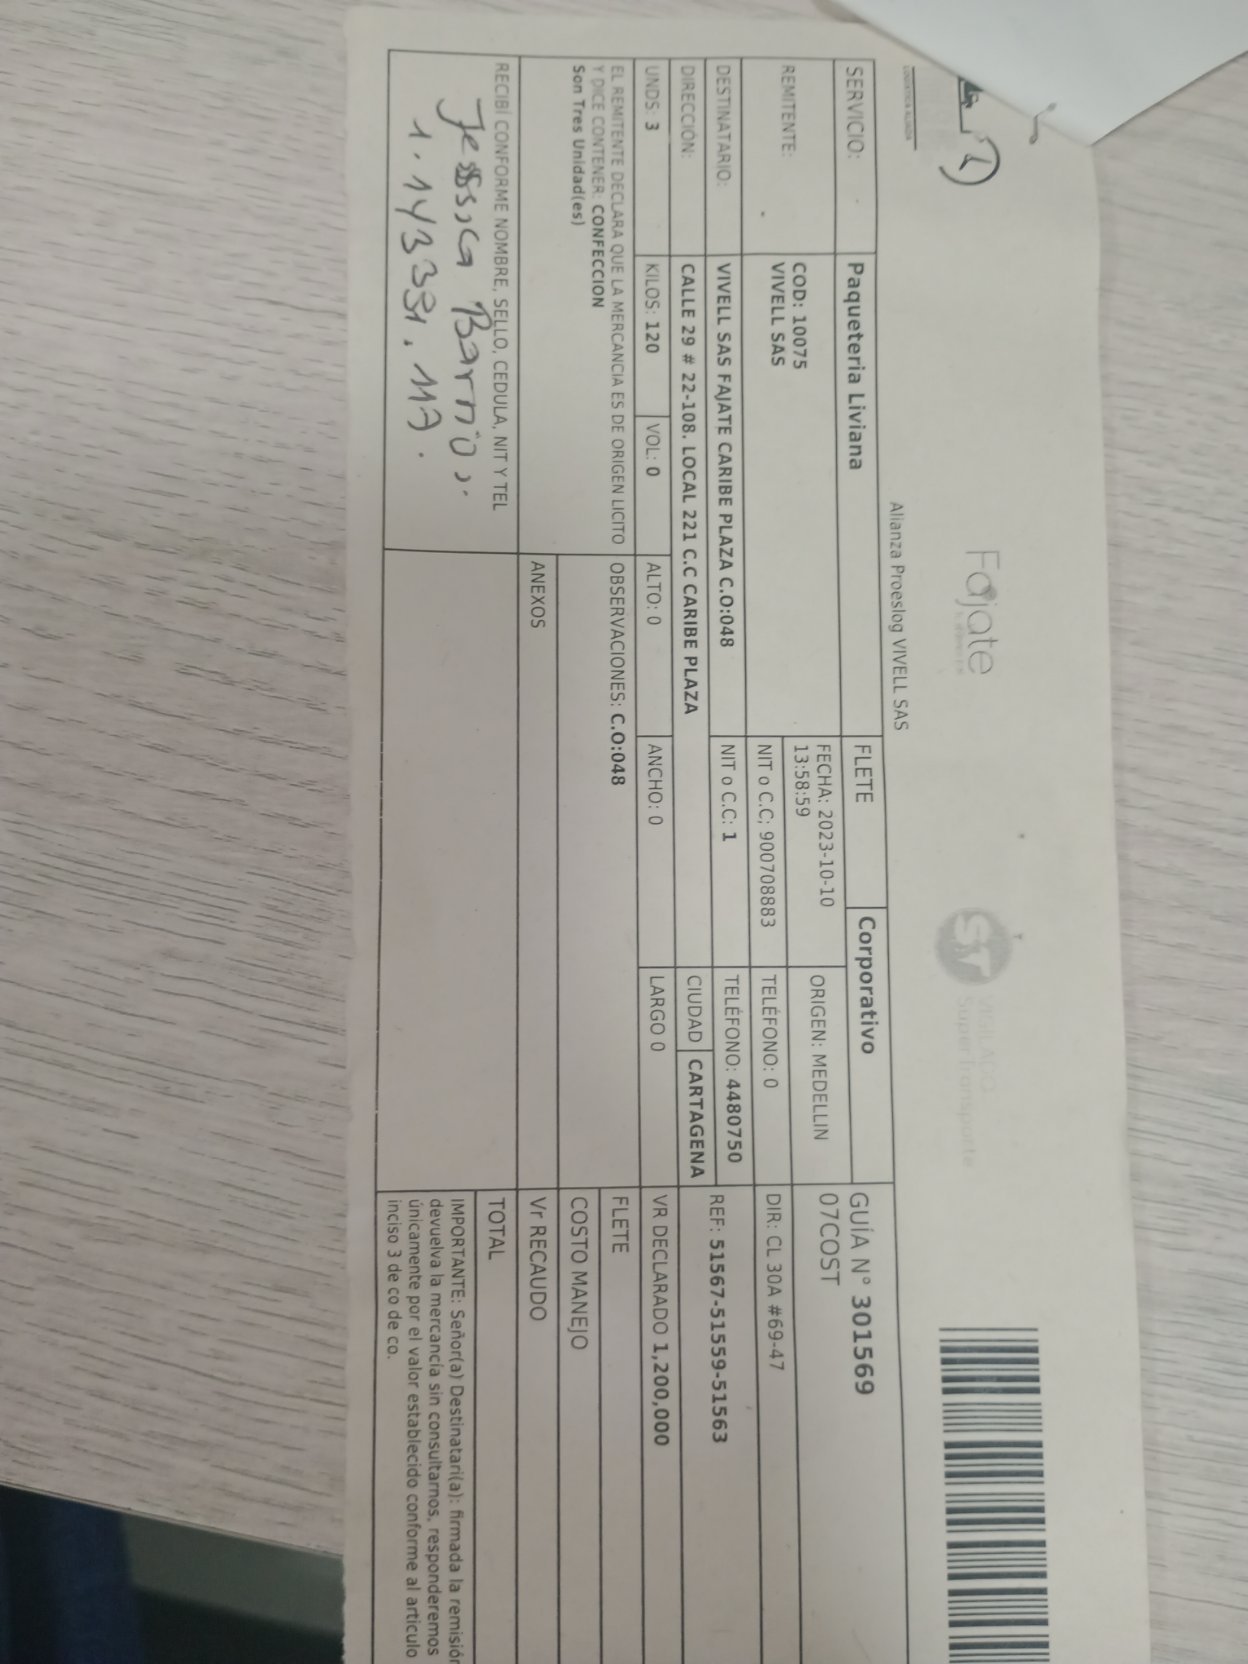 LOGISTICA ALIADA
Fajate
VIGILADO
SuperTransporte
Alianza Proeslog VIVELL SAS
SERVICIO: Paqueteria Liviana FLETE Corporativo GUÍA N° 301569
07COST
REMITENTE: COD: 10075
VIVELL SAS
FECHA: 2023-10-10
13:58:59
ORIGEN: MEDELLIN
NIT o C.C; 900708883 TELÉFONO: 0 DIR: CL 30A #69-47
DESTINATARIO: VIVELL SAS FAJATE CARIBE PLAZA C.O:048 NIT o C.C: 1 TELÉFONO: 4480750 REF: 51567-51559-51563
DIRECCIÓN: CALLE 29 # 22-108. LOCAL 221 C.C CARIBE PLAZA CIUDAD CARTAGENA
UNDS: 3 KILOS: 120 VOL: 0 ALTO: 0 ANCHO: 0 LARGO 0 VR DECLARADO 1,200,000
EL REMITENTE DECLARA QUE LA MERCANCIA ES DE ORIGEN LICITO
Y DICE CONTENER: CONFECCION
Son Tres Unidad(es)
OBSERVACIONES: C.O:048
FLETE
COSTO MANEJO
ANEXOS
Vr RECAUDO
RECIBÍ CONFORME NOMBRE, SELLO, CEDULA, NIT Y TEL
Jessica Barrios.
1.143391.117.
TOTAL
IMPORTANTE: Señor(a) Destinatari(a): firmada la remisión
devuelva la mercancía sin consultarnos, responderemos
únicamente por el valor establecido conforme al articulo
inciso 3 de co de co.